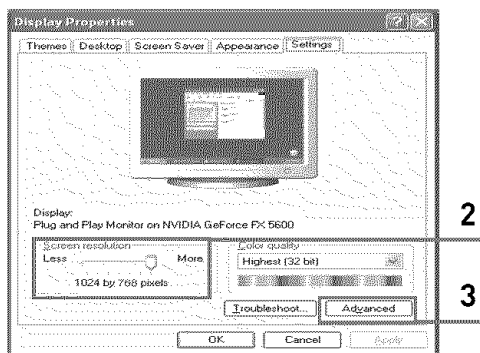 Display Properties
Themes Desktop Screen Saver Appearance Settings
Display:
Plug and Play Monitor on NVIDIA GeForce FX 5600
Screen resolution
Less More
1024 by 768 pixels
Color quality
Highest (32 bit)
2
Troubleshoot... Advanced
3
OK Cancel Apply